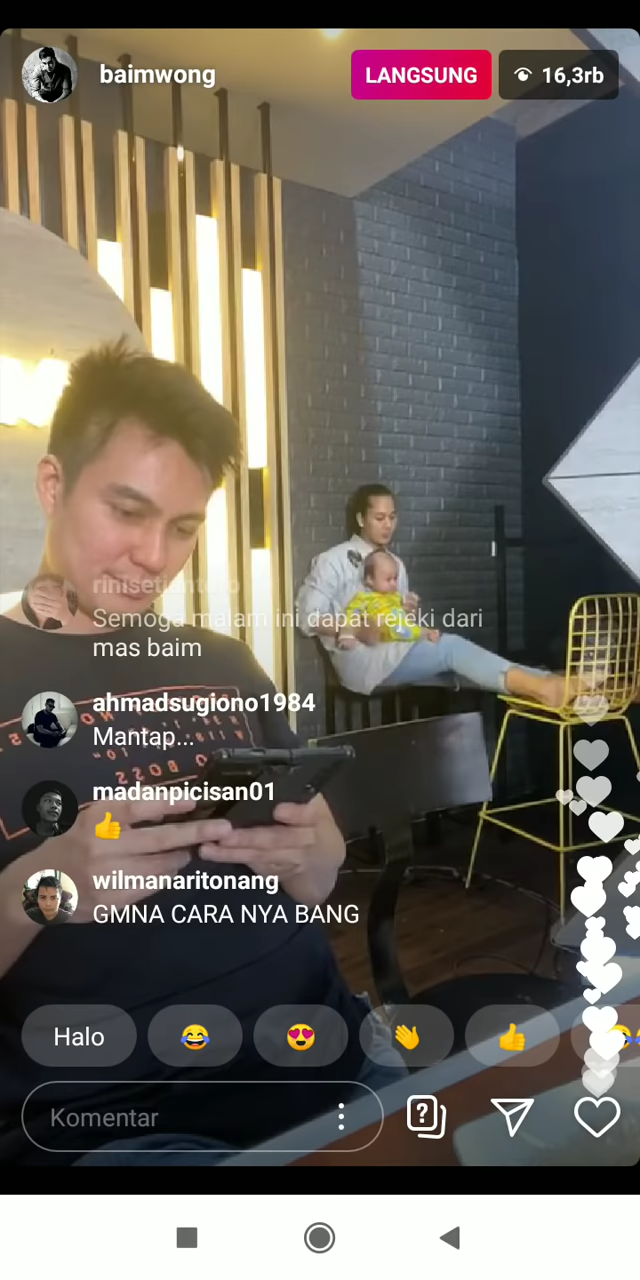 baimwong
LANGSUNG
16,3rb
Semoga malam ini dapat rejeki dari
mas baim
ahmadsugiono1984
Mantap...
madanpicisan01
👍
wilmanaritonang
GMNA CARA NYA BANG
Halo
😂
😍
👋
👍
Komentar